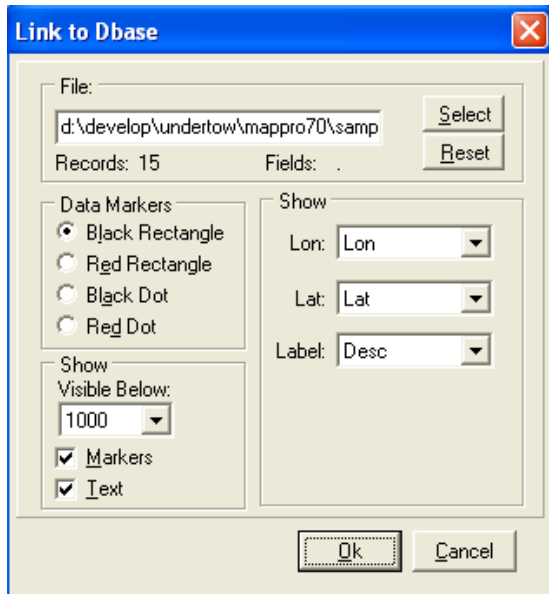 Link to Dbase
File:
d:\develop\undertow\mappro70\samp
Select
Records: 15 Fields: .
Reset
Data Markers
Black Rectangle
Red Rectangle
Black Dot
Red Dot
Show
Lon: Lon
Lat: Lat
Label: Desc
Show
Visible Below:
1000
Markers
Text
Ok Cancel